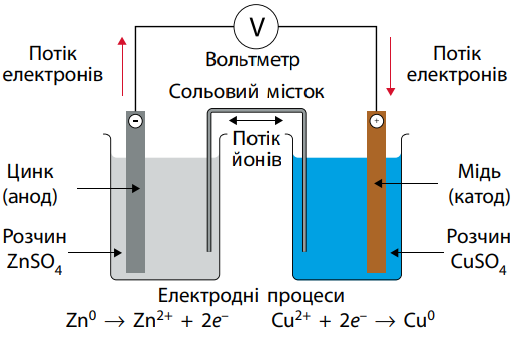 V
Вольтметр
Потік
електронів
Потік
електронів
Сольовий місток
−
+
Потік
йонів
Цинк
(анод)
Мідь
(катод)
Розчин
ZnSO₄
Розчин
CuSO₄
Електродні процеси
Zn⁰ → Zn²⁺ + 2e⁻ Cu²⁺ + 2e⁻ → Cu⁰